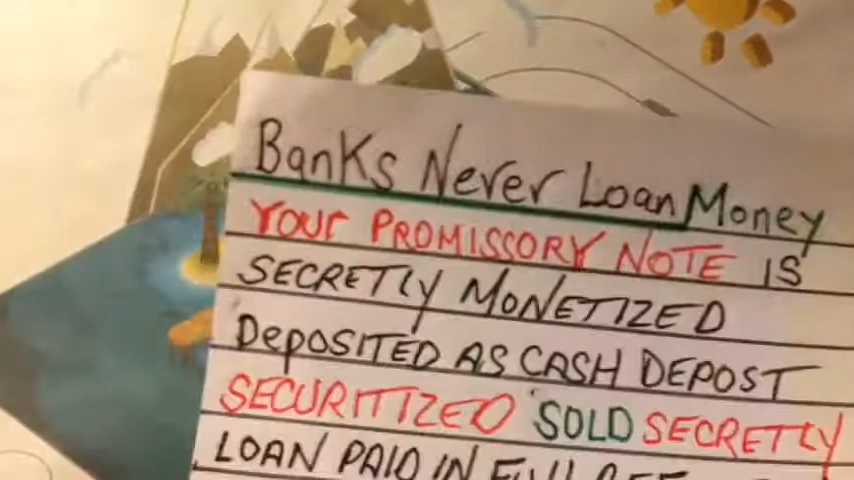 Banks Never Loan Money
YOUR PROMISSORY NOTE IS
SECRETLY MONETIZED
DepOSITED AS CASH DEPOST
SECURITIZED SOLD SECRETLY
LOAN PAID IN FULL